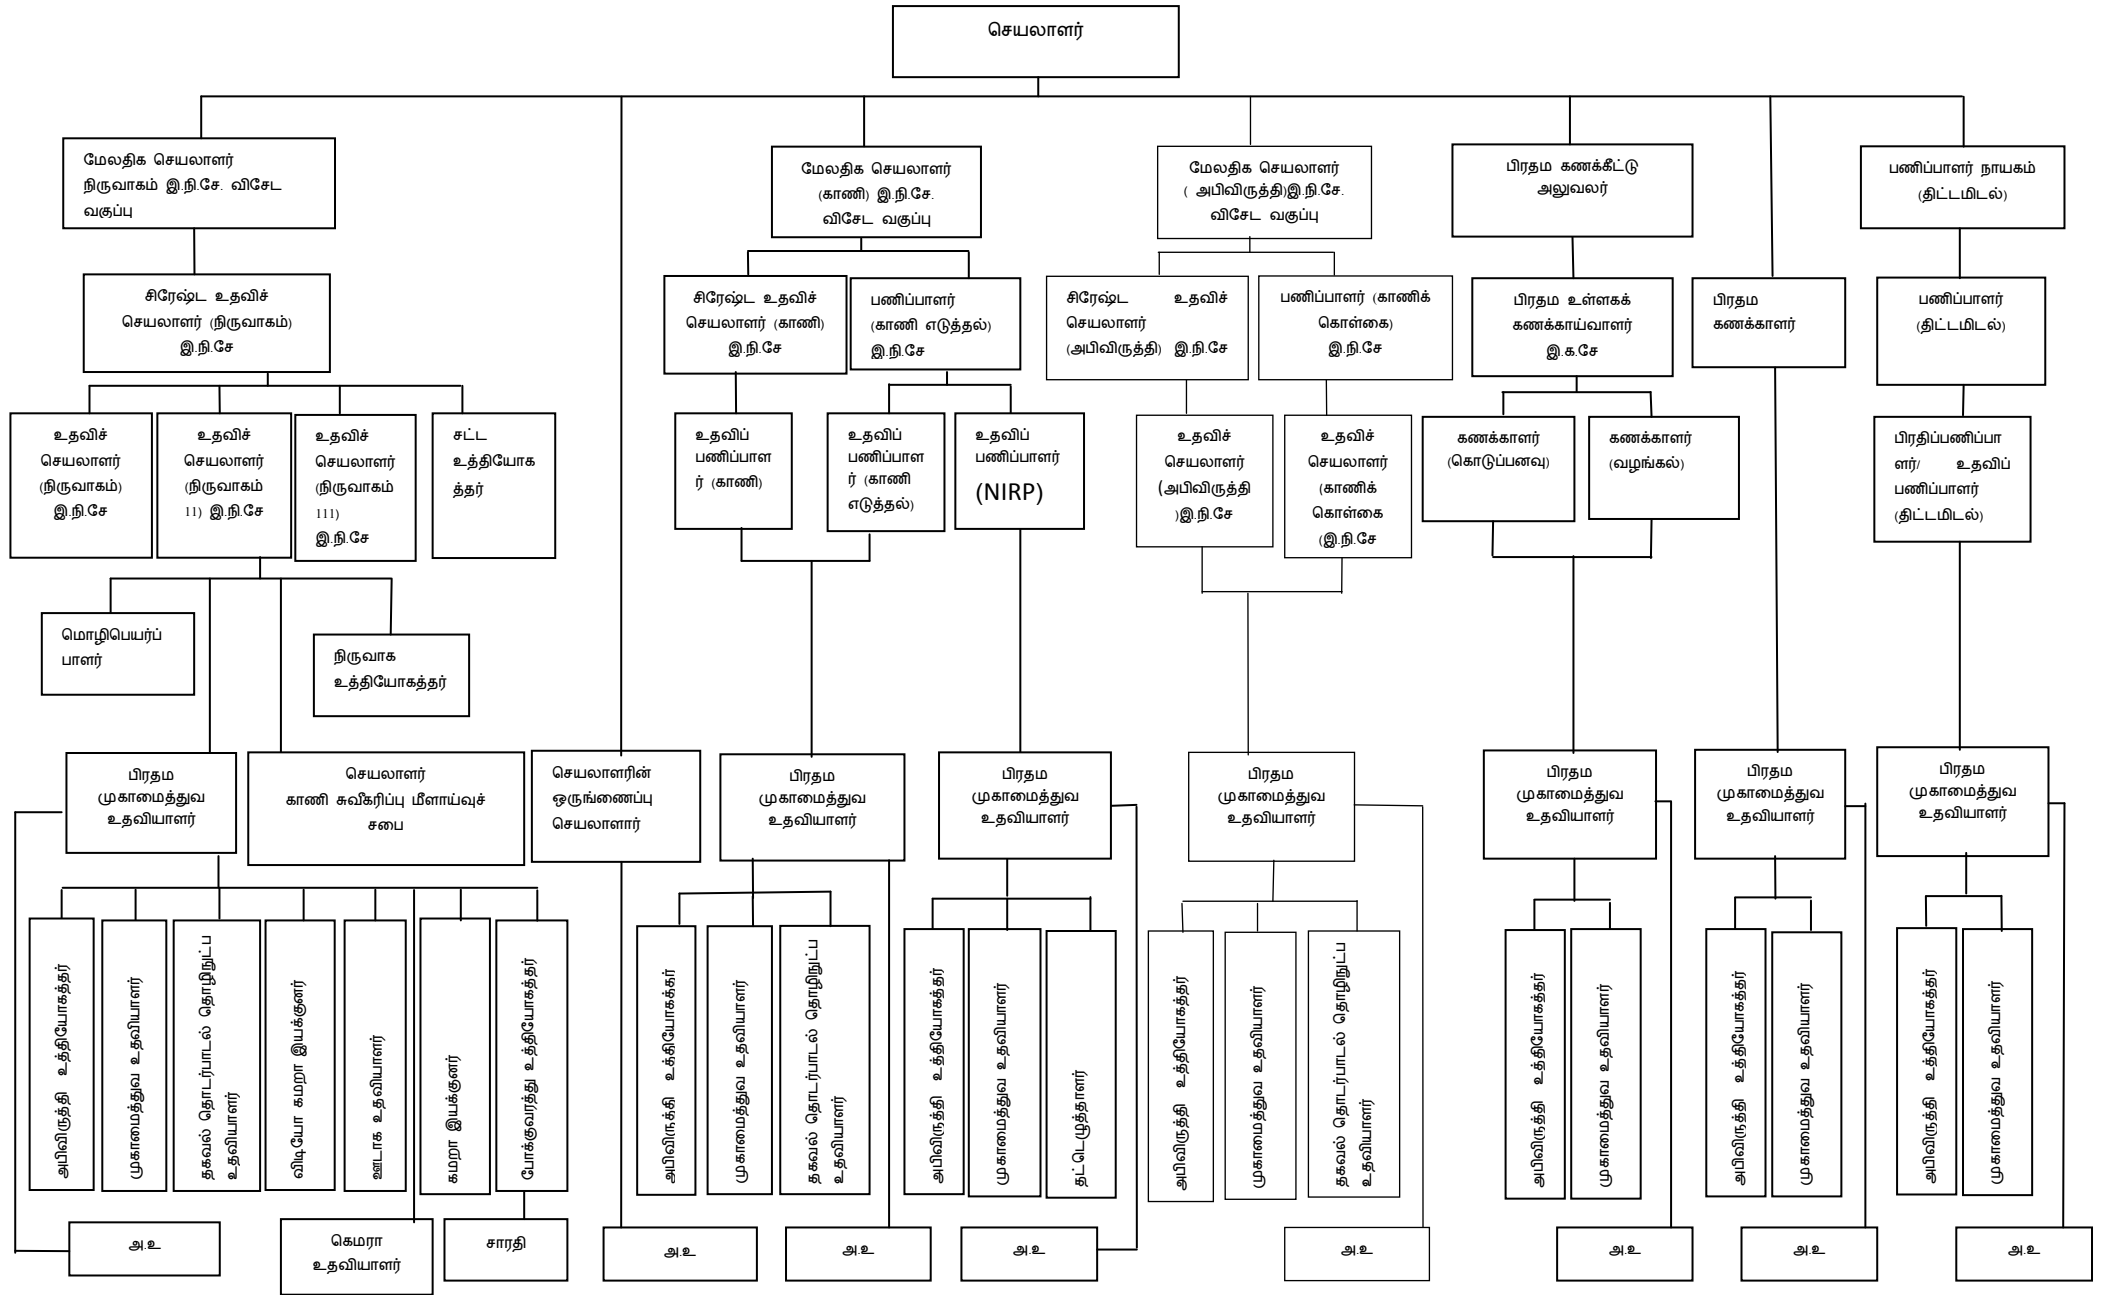 செயலாளர்
மேலதிக செயலாளர்
நிருவாகம் இ.நி.சே. விசேட
வகுப்பு
மேலதிக செயலாளர்
(காணி) இ.நி.சே.
விசேட வகுப்பு
மேலதிக செயலாளர்
( அபிவிருத்தி)இ.நி.சே.
விசேட வகுப்பு
பிரதம கணக்கீட்டு
அலுவலர்
பணிப்பாளர் நாயகம்
(திட்டமிடல்)
சிரேஷ்ட உதவிச்
செயலாளர் (நிருவாகம்)
இ.நி.சே
சிரேஷ்ட உதவிச்
செயலாளர் (காணி)
இ.நி.சே
பணிப்பாளர்
(காணி எடுத்தல்)
இ.நி.சே
சிரேஷ்ட உதவிச்
செயலாளர்
(அபிவிருத்தி) இ.நி.சே
பணிப்பாளர் (காணிக்
கொள்கை)
இ.நி.சே
பிரதம உள்ளகக்
கணக்காய்வாளர்
இ.க.சே
பிரதம
கணக்காளர்
பணிப்பாளர்
(திட்டமிடல்)
உதவிச்
செயலாளர்
(நிருவாகம்)
இ.நி.சே
உதவிச்
செயலாளர்
(நிருவாகம்
11) இ.நி.சே
உதவிச்
செயலாளர்
(நிருவாகம்
111)
இ.நி.சே
சட்ட
உத்தியோக
த்தர்
உதவிப்
பணிப்பாள
ர் (காணி)
உதவிப்
பணிப்பாள
ர் (காணி
எடுத்தல்)
உதவிப்
பணிப்பாளர்
(NIRP)
உதவிச்
செயலாளர்
(அபிவிருத்தி
)இ.நி.சே
உதவிச்
செயலாளர்
(காணிக்
கொள்கை
(இ.நி.சே
கணக்காளர்
(கொடுப்பனவு)
கணக்காளர்
(வழங்கல்)
பிரதிப்பணிப்பா
ளர்/ உதவிப்
பணிப்பாளர்
(திட்டமிடல்)
மொழிபெயர்ப்
பாளர்
நிருவாக
உத்தியோகத்தர்
பிரதம
முகாமைத்துவ
உதவியாளர்
செயலாளர்
காணி சுவீகரிப்பு மீளாய்வுச்
சபை
செயலாளரின்
ஒருங்ணைப்பு
செயலாளார்
பிரதம
முகாமைத்துவ
உதவியாளர்
பிரதம
முகாமைத்துவ
உதவியாளர்
பிரதம
முகாமைத்துவ
உதவியாளர்
பிரதம
முகாமைத்துவ
உதவியாளர்
பிரதம
முகாமைத்துவ
உதவியாளர்
பிரதம
முகாமைத்துவ
உதவியாளர்
அபிவிருத்தி உத்தியோகத்தர்
முகாமைத்துவ உதவியாளர்
தகவல் தொடர்பாடல் தொழிநுட்ப
உதவியாளர்
விடியோ கமறா இயக்குனர்
ஊடாக உதவியாளர்
கமறா இயக்குனர்
போக்குவரத்து உத்தியோகத்தர்
அபிவிருத்தி உத்தியோகத்தர்
முகாமைத்துவ உதவியாளர்
தகவல் தொடர்பாடல் தொழிநுட்ப
உதவியாளர்
அபிவிருத்தி உத்தியோகத்தர்
முகாமைத்துவ உதவியாளர்
தட்டெழுத்தாளர்
அபிவிருத்தி உத்தியோகத்தர்
முகாமைத்துவ உதவியாளர்
தகவல் தொடர்பாடல் தொழிநுட்ப
உதவியாளர்
அபிவிருத்தி உத்தியோகத்தர்
முகாமைத்துவ உதவியாளர்
அபிவிருத்தி உத்தியோகத்தர்
முகாமைத்துவ உதவியாளர்
அபிவிருத்தி உத்தியோகத்தர்
முகாமைத்துவ உதவியாளர்
அ.உ
கெமரா
உதவியாளர்
சாரதி
அ.உ
அ.உ
அ.உ
அ.உ
அ.உ
அ.உ
அ.உ